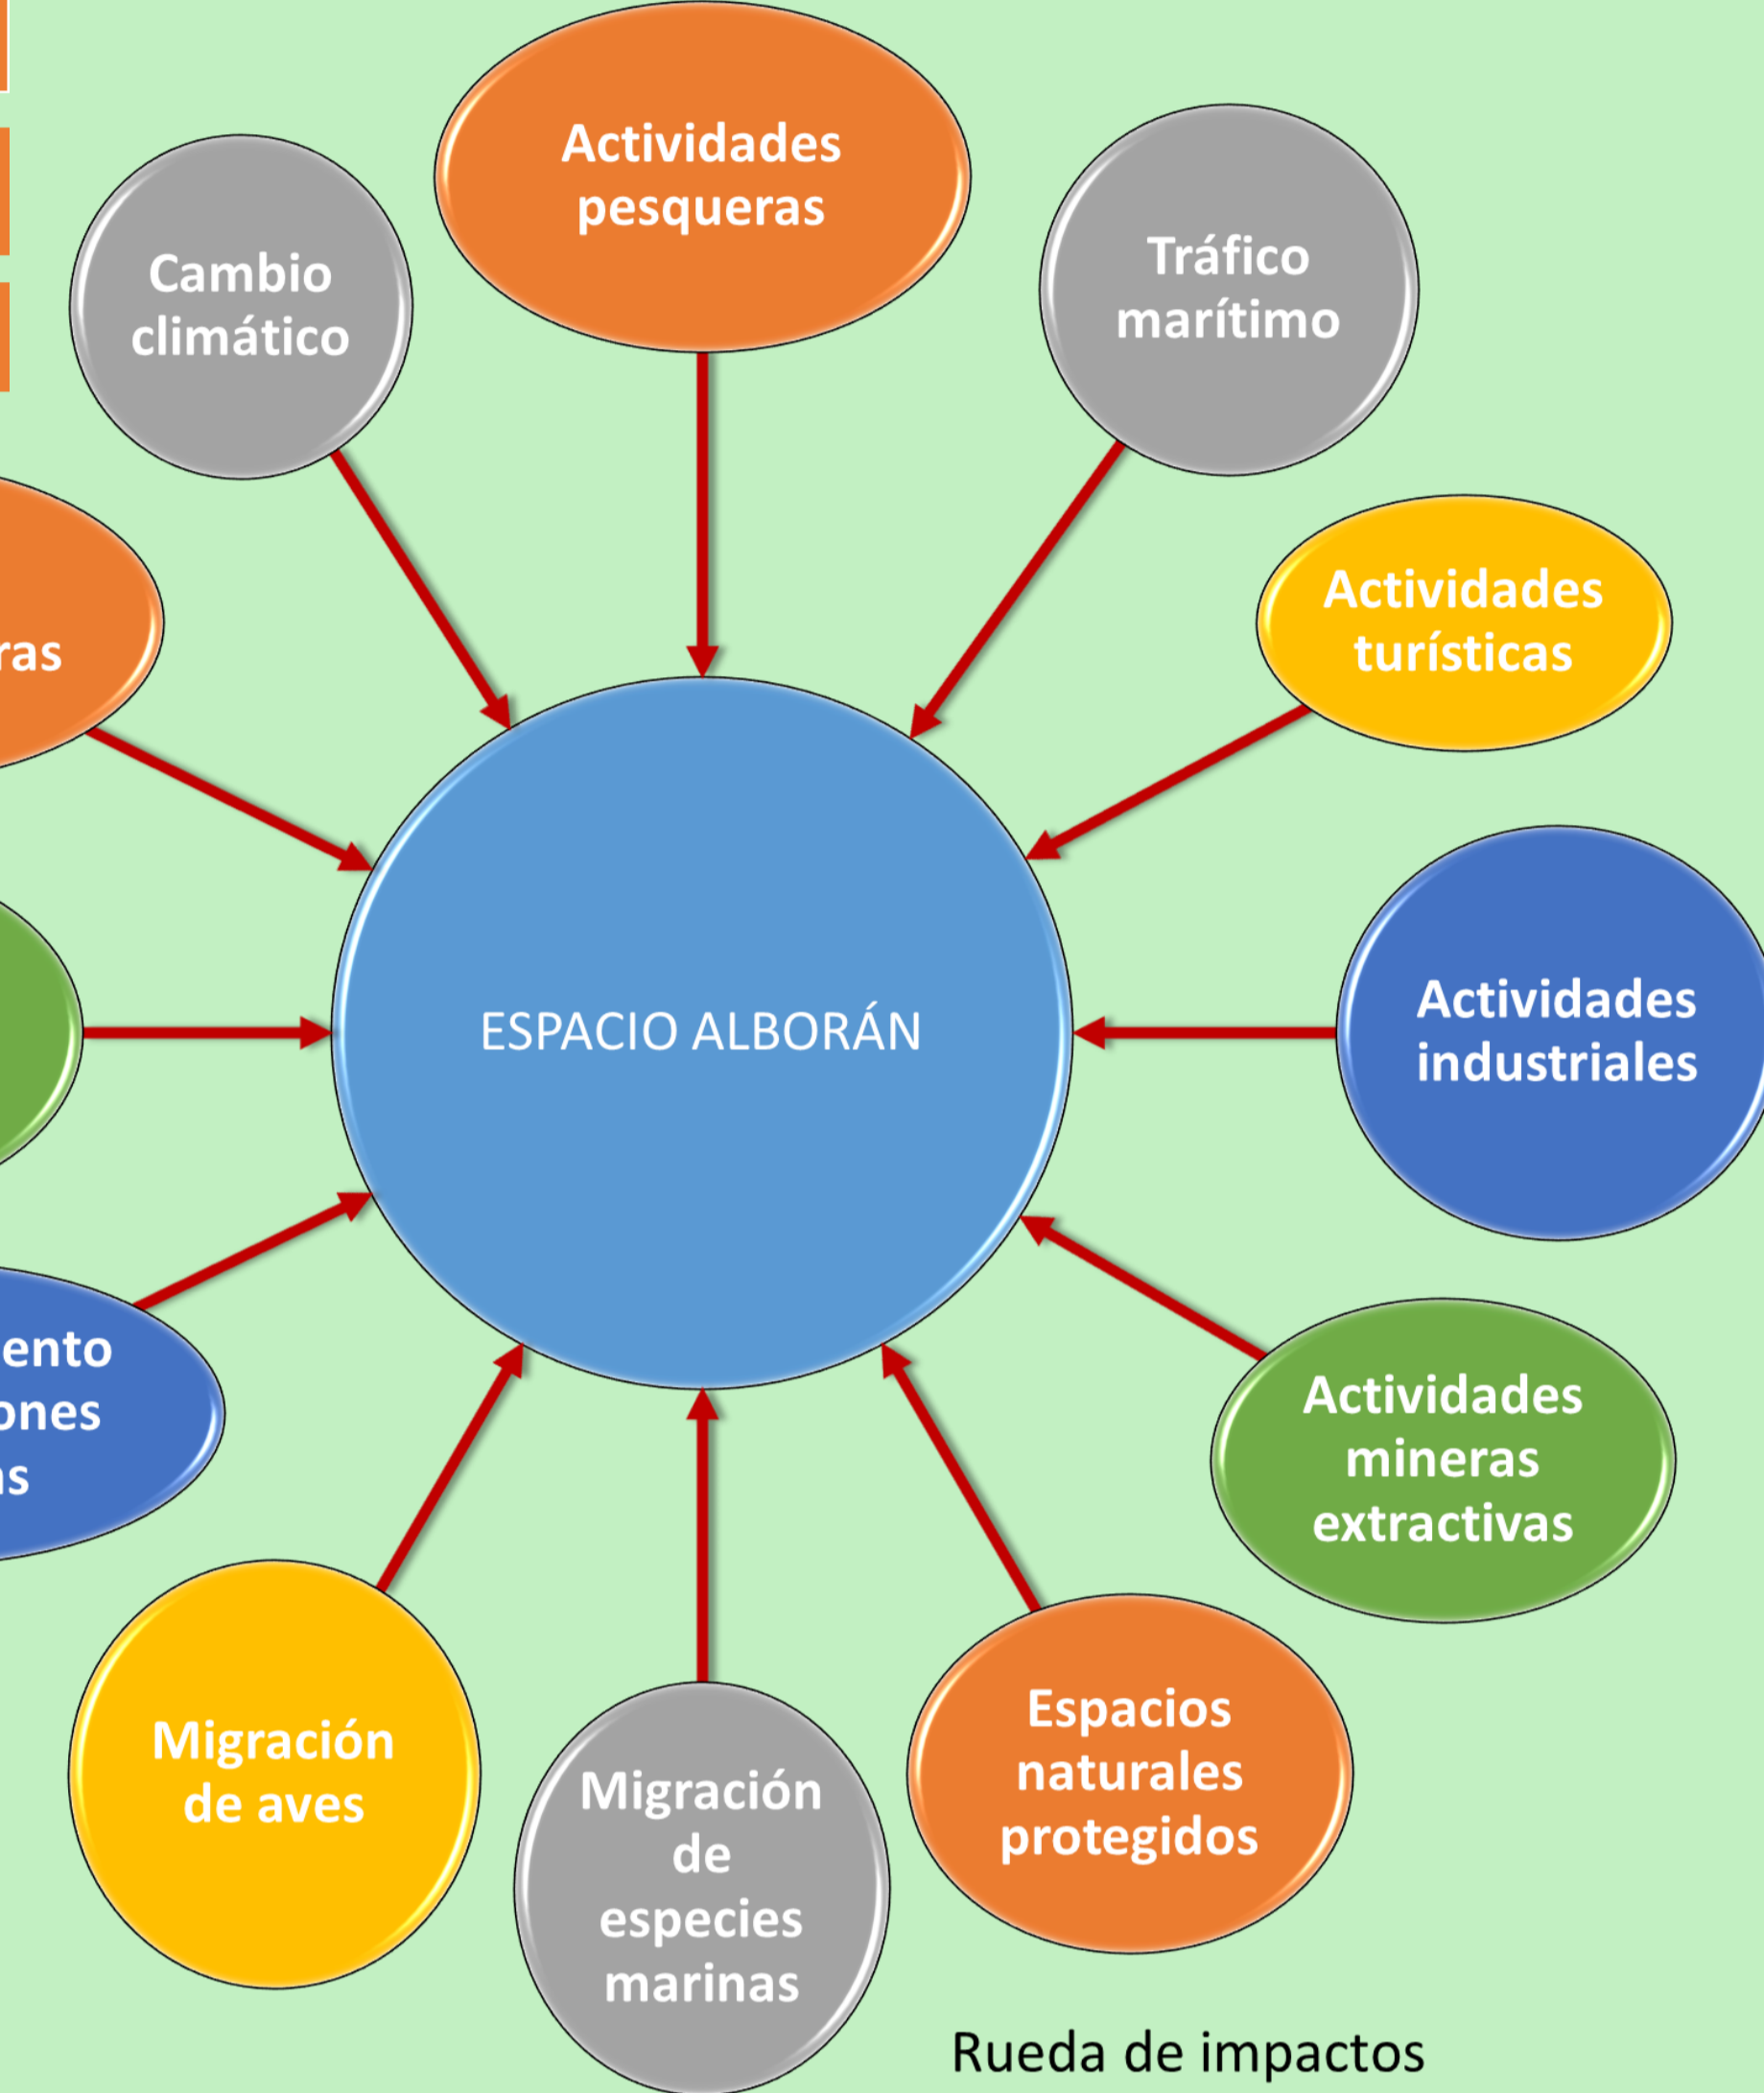 Actividades
pesqueras
Cambio
climático
Tráfico
marítimo
Actividades
turísticas
ESPACIO ALBORÁN
Actividades
industriales
Actividades
mineras
extractivas
Espacios
naturales
protegidos
Migración
de
especies
marinas
Migración
de aves
Rueda de impactos